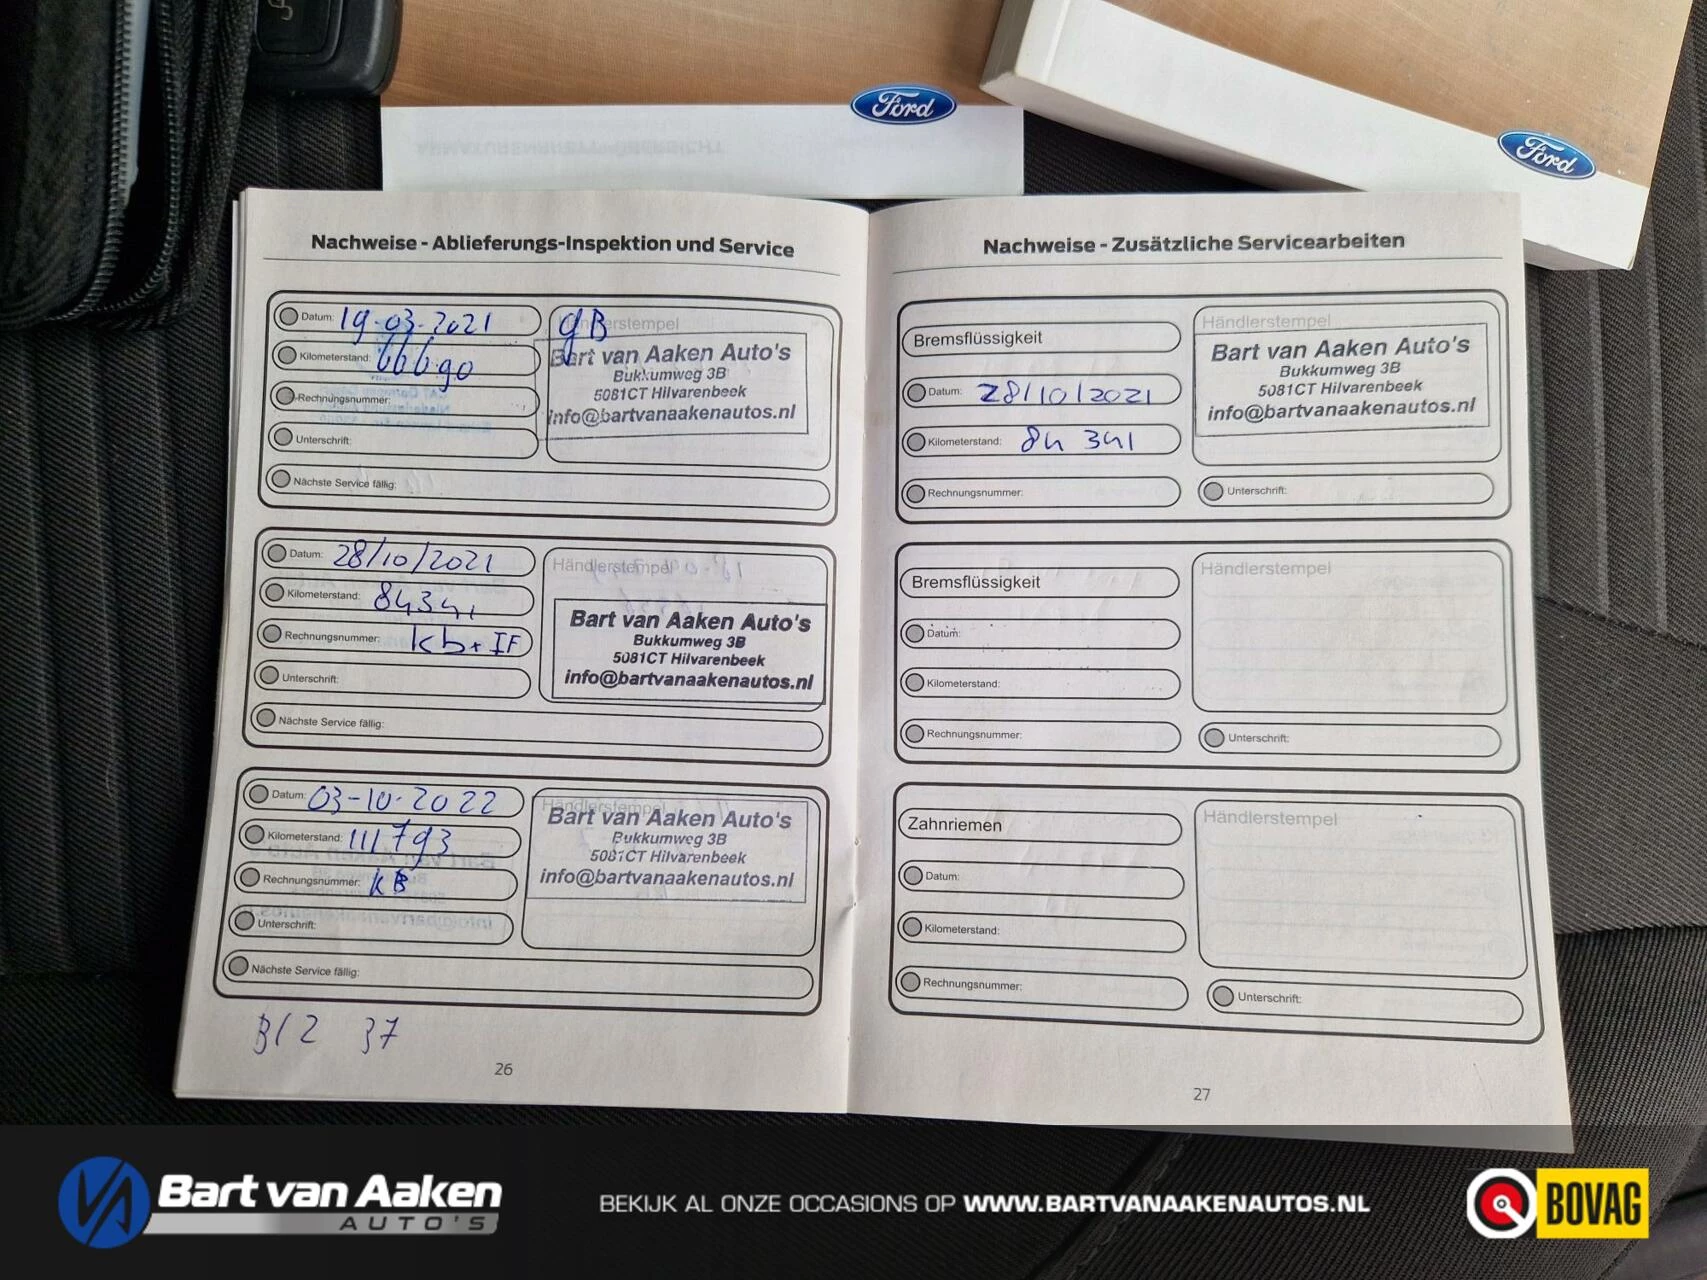 Ford
Ford
Nachweise - Ablieferungs-Inspektion und Service
Datum: 19-03-2021
Kilometerstand: 66690
Rechnungsnummer:
Unterschrift:
Nächste Service fällig:
Händlerstempel
gB
Bart van Aaken Auto's
Bukkumweg 3B
5081CT Hilvarenbeek
info@bartvanaakenautos.nl
Datum: 28/10/2021
Kilometerstand: 84341
Rechnungsnummer: kb+IF
Unterschrift:
Nächste Service fällig:
Händlerstempel
Bart van Aaken Auto's
Bukkumweg 3B
5081CT Hilvarenbeek
info@bartvanaakenautos.nl
Datum: 03-10-2022
Kilometerstand: 111793
Rechnungsnummer: kB
Unterschrift:
Nächste Service fällig:
Händlerstempel
Bart van Aaken Auto's
Bukkumweg 3B
5081CT Hilvarenbeek
info@bartvanaakenautos.nl
37
26
Nachweise - Zusätzliche Servicearbeiten
Bremsflüssigkeit
Datum: 28/10/2021
Kilometerstand: 84 341
Rechnungsnummer:
Händlerstempel
Bart van Aaken Auto's
Bukkumweg 3B
5081CT Hilvarenbeek
info@bartvanaakenautos.nl
Unterschrift:
Bremsflüssigkeit
Datum:
Kilometerstand:
Rechnungsnummer:
Händlerstempel
Unterschrift:
Zahnriemen
Datum:
Kilometerstand:
Rechnungsnummer:
Händlerstempel
Unterschrift:
27
Bart van Aaken
AUTO'S
BEKIJK AL ONZE OCCASIONS OP WWW.BARTVANAAKENAUTOS.NL
BOVAG